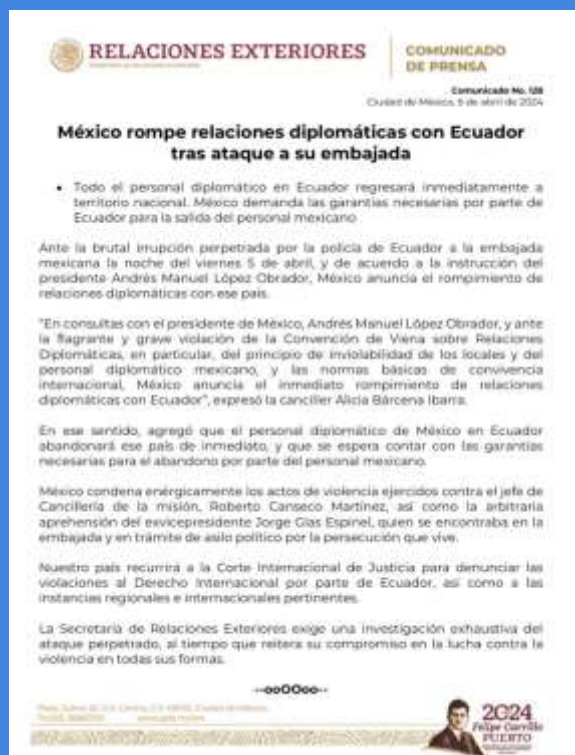 RELACIONES EXTERIORES
COMUNICADO
DE PRENSA
Comunicado No. 128
Ciudad de México, 5 de abril de 2024
México rompe relaciones diplomáticas con Ecuador
tras ataque a su embajada
• Todo el personal diplomático en Ecuador regresará inmediatamente a
territorio nacional. México demanda las garantías necesarias por parte de
Ecuador para la salida del personal mexicano
Ante la brutal irrupción perpetrada por la policía de Ecuador a la embajada
mexicana la noche del viernes 5 de abril, y de acuerdo a la instrucción del
presidente Andrés Manuel López Obrador, México anuncia el rompimiento de
relaciones diplomáticas con ese país.
"En consultas con el presidente de México, Andrés Manuel López Obrador, y ante
la flagrante y grave violación de la Convención de Viena sobre Relaciones
Diplomáticas, en particular, del principio de inviolabilidad de los locales y del
personal diplomático mexicano, y las normas básicas de convivencia
internacional, México anuncia el inmediato rompimiento de relaciones
diplomáticas con Ecuador", expresó la canciller Alicia Bárcena Ibarra.
En ese sentido, agregó que el personal diplomático de México en Ecuador
abandonará ese país de inmediato, y que se espera contar con las garantías
necesarias para el abandono por parte del personal mexicano.
México condena enérgicamente los actos de violencia ejercidos contra el jefe de
Cancillería de la misión, Roberto Canseco Martínez, así como la arbitraria
aprehensión del exvicepresidente Jorge Glas Espinel, quien se encontraba en la
embajada y en trámite de asilo político por la persecución que vive.
Nuestro país recurrirá a la Corte Internacional de Justicia para denunciar las
violaciones al Derecho Internacional por parte de Ecuador, así como a las
instancias regionales e internacionales pertinentes.
La Secretaría de Relaciones Exteriores exige una investigación exhaustiva del
ataque perpetrado, al tiempo que reitera su compromiso en la lucha contra la
violencia en todas sus formas.
--ooOOoo--
2024
Felipe Carrillo
PUERTO